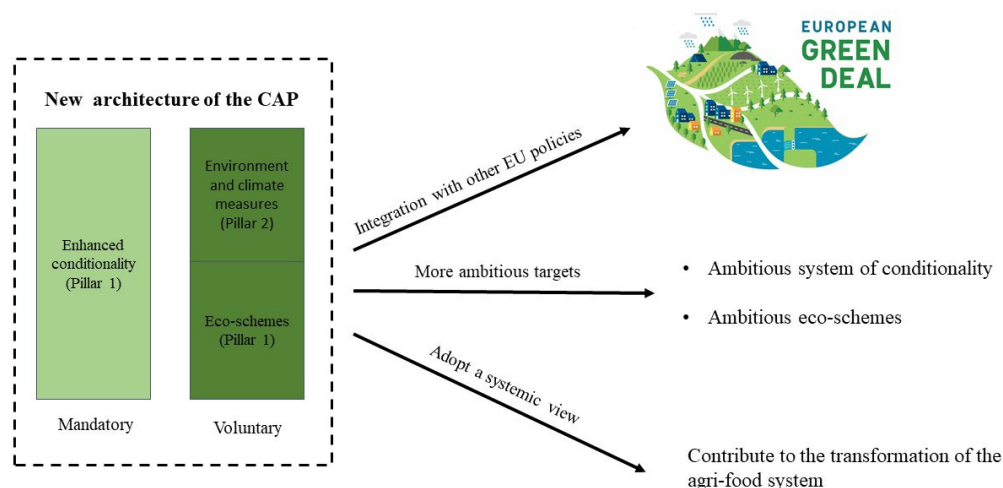 EUROPEAN
GREEN
DEAL
New architecture of the CAP
Environment
and climate
measures
(Pillar 2)
Enhanced
conditionality
(Pillar 1)
Eco-schemes
(Pillar 1)
Mandatory
Voluntary
Integration with other EU policies
More ambitious targets
Adopt a systemic view
• Ambitious system of conditionality
• Ambitious eco-schemes
Contribute to the transformation of the
agri-food system